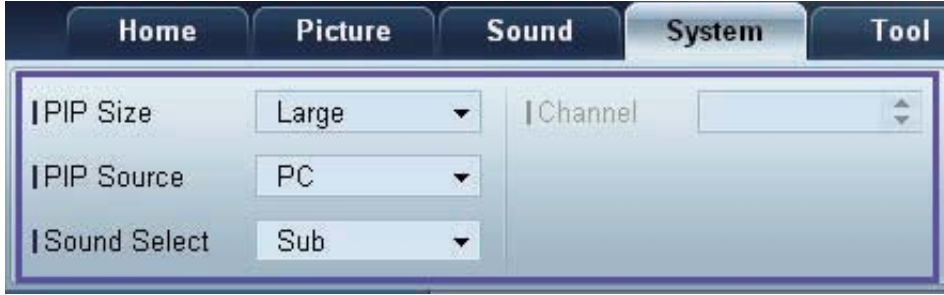 Home Picture Sound System Tool
PIP Size Large Channel
PIP Source PC
Sound Select Sub